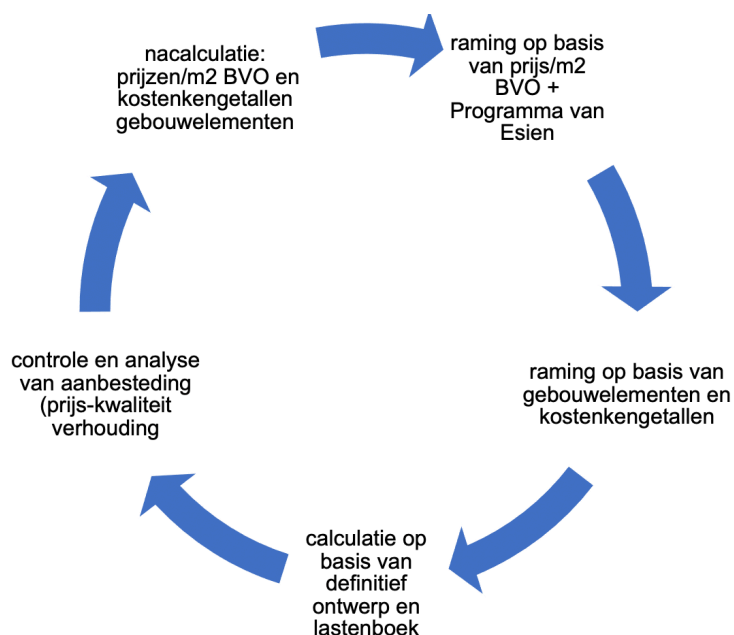 nacalculatie:
prijzen/m2 BVO en
kostenkengetallen
gebouwelementen
raming op basis
van prijs/m2
BVO +
Programma van
Esien
raming op basis van
gebouwelementen en
kostenkengetallen
calculatie op
basis van
definitief
ontwerp en
lastenboek
controle en analyse
van aanbesteding
(prijs-kwaliteit
verhouding